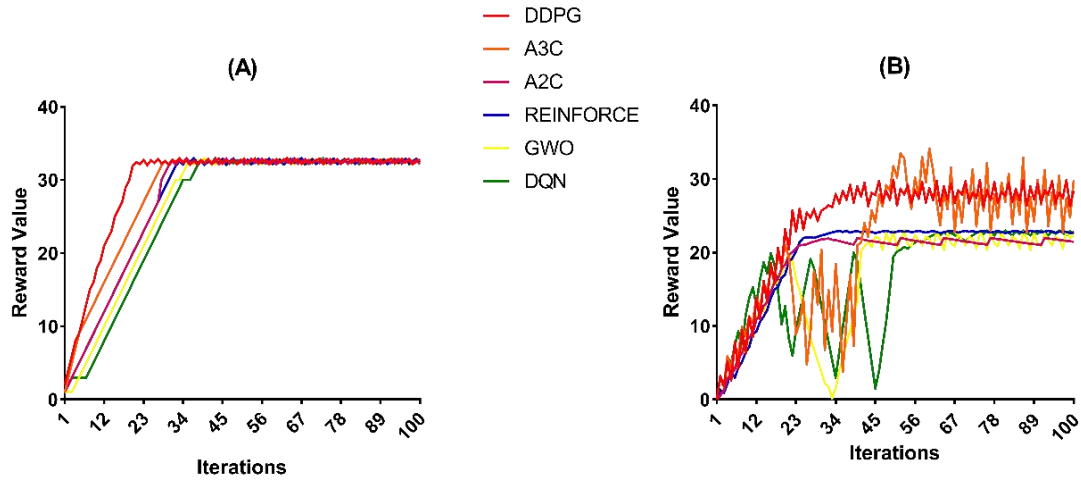 DDPG
A3C
A2C
REINFORCE
GWO
DQN
(A)
Reward Value
40
30
20
10
0
1 12 23 34 45 56 67 78 89 100
Iterations
(B)
Reward Value
40
30
20
10
0
1 12 23 34 45 56 67 78 89 100
Iterations